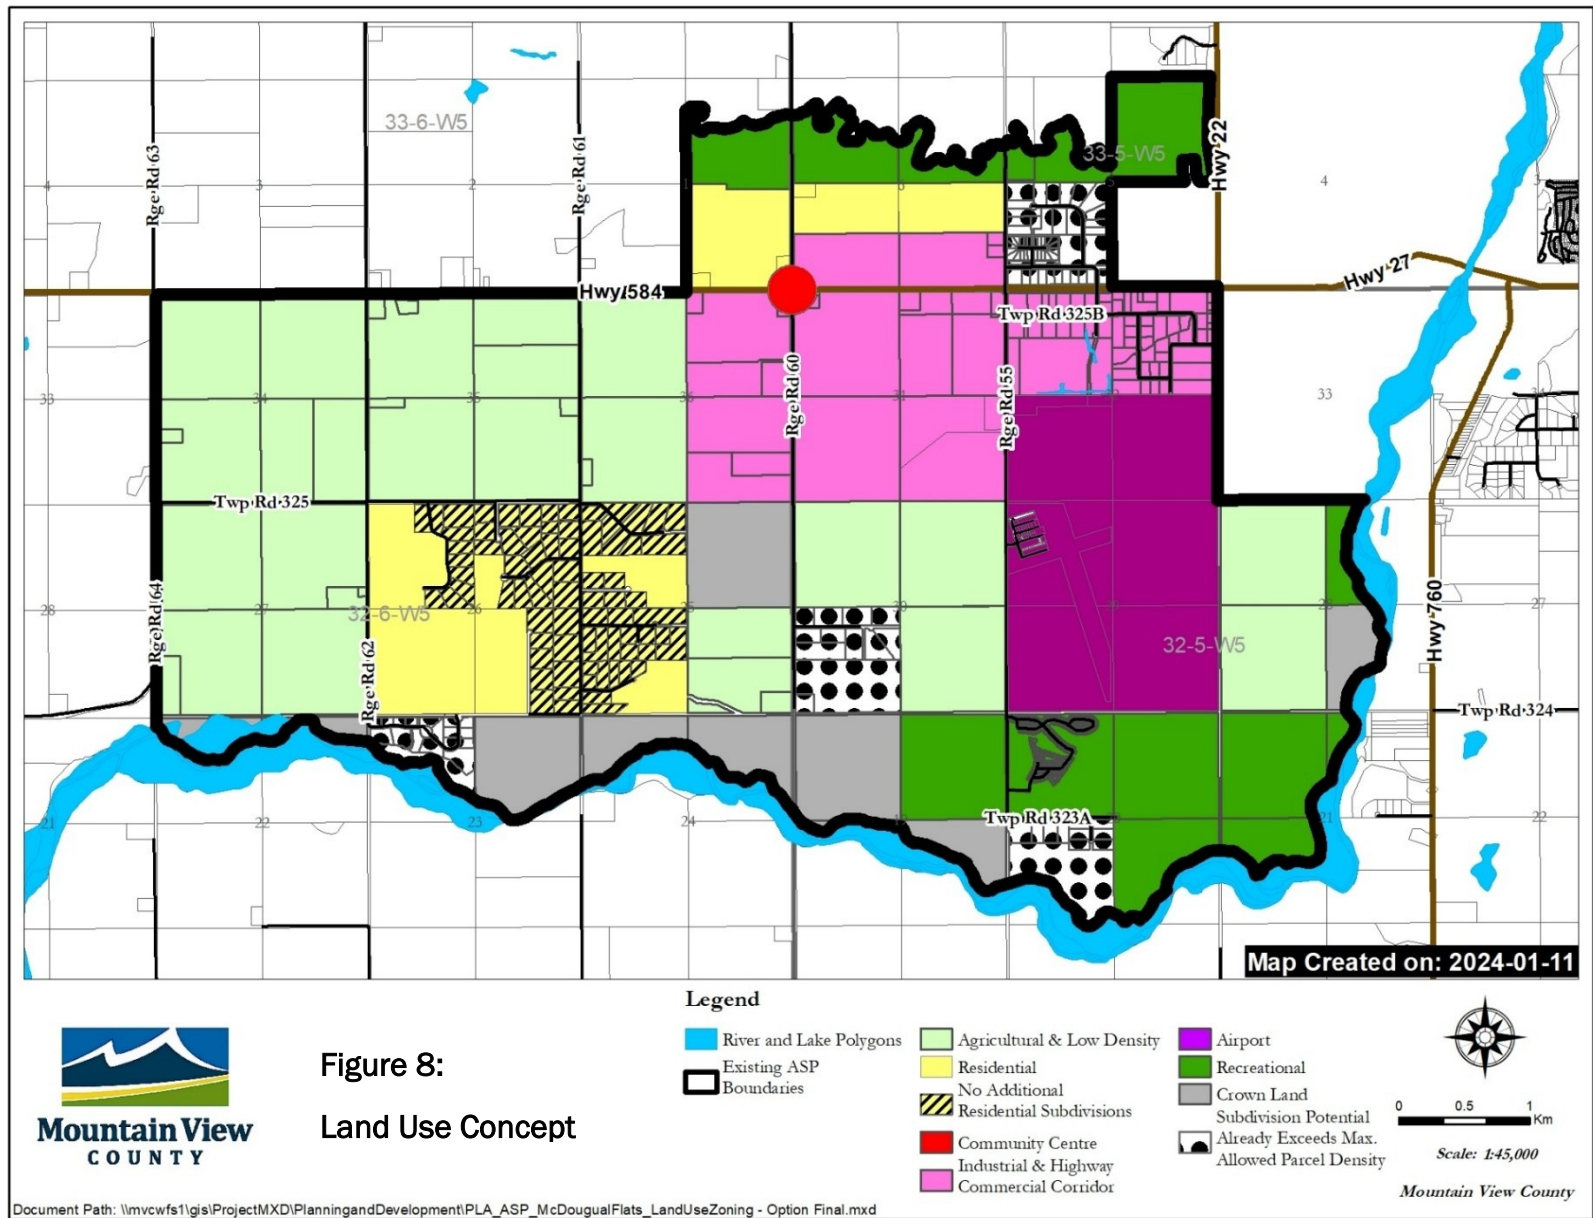 33-6-W5
33-5-W5
Rge Rd 63
Rge Rd 61
Hwy 22
4
3
2
1
6
5
4
3
Hwy 27
Hwy 584
Twp Rd 325B
Rge Rd 60
Rge Rd 55
33
34
35
36
31
32
33
34
Twp Rd 325
Rge Rd 64
Rge Rd 62
28
27
26
25
30
29
28
27
32-6-W5
32-5-W5
Hwy 760
Twp Rd 324
Twp Rd 323A
21
22
23
24
19
21
22
Map Created on: 2024-01-11
Mountain View
COUNTY
Figure 8:
Land Use Concept
Legend
River and Lake Polygons
Existing ASP
Boundaries
Agricultural & Low Density
Residential
No Additional
Residential Subdivisions
Community Centre
Industrial & Highway
Commercial Corridor
Airport
Recreational
Crown Land
Subdivision Potential
Already Exceeds Max.
Allowed Parcel Density
0 0.5 1
Km
Scale: 1:45,000
Mountain View County
Document Path: \\mvcwfs1\gis\ProjectMXD\PlanningandDevelopment\PLA_ASP_McDougualFlats_LandUseZoning - Option Final.mxd